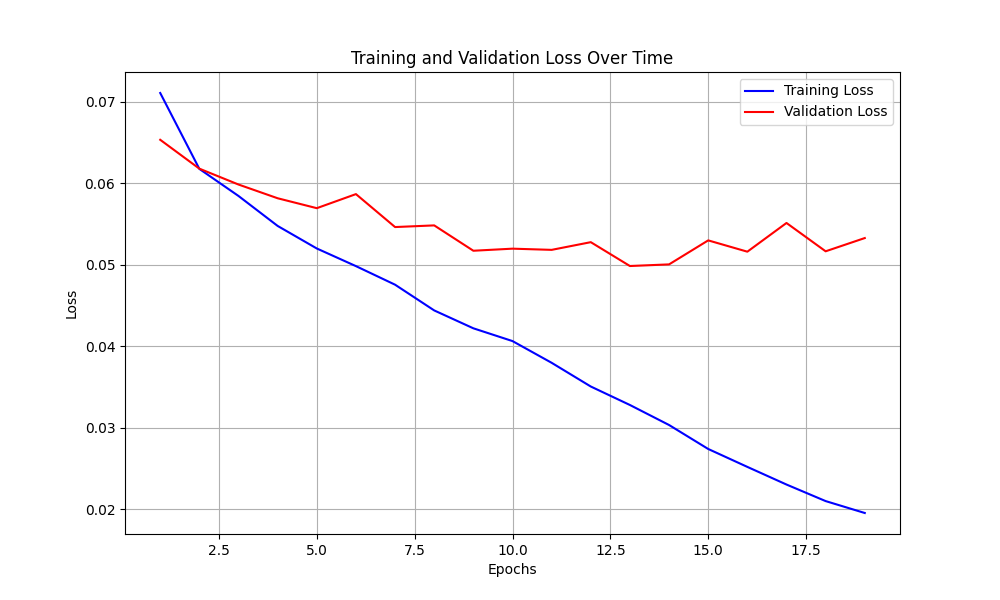 Training and Validation Loss Over Time
Training Loss
Validation Loss
0.07
0.06
0.05
0.04
0.03
0.02
Loss
2.5
5.0
7.5
10.0
12.5
15.0
17.5
Epochs